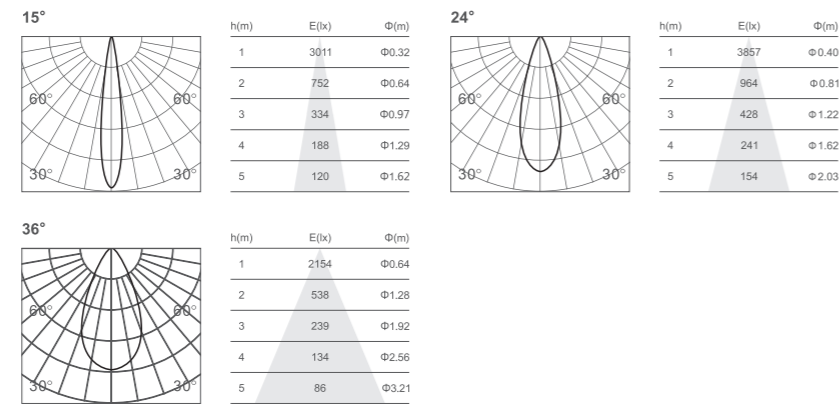 15°
h(m) E(lx) Φ(m)
1 3011 Φ0.32
2 752 Φ0.64
3 334 Φ0.97
4 188 Φ1.29
5 120 Φ1.62
60° 60°
30° 30°
24°
h(m) E(lx) Φ(m)
1 3857 Φ0.40
2 964 Φ0.81
3 428 Φ1.22
4 241 Φ1.62
5 154 Φ2.03
60° 60°
30° 30°
36°
h(m) E(lx) Φ(m)
1 2154 Φ0.64
2 538 Φ1.28
3 239 Φ1.92
4 134 Φ2.56
5 86 Φ3.21
60° 60°
30° 30°